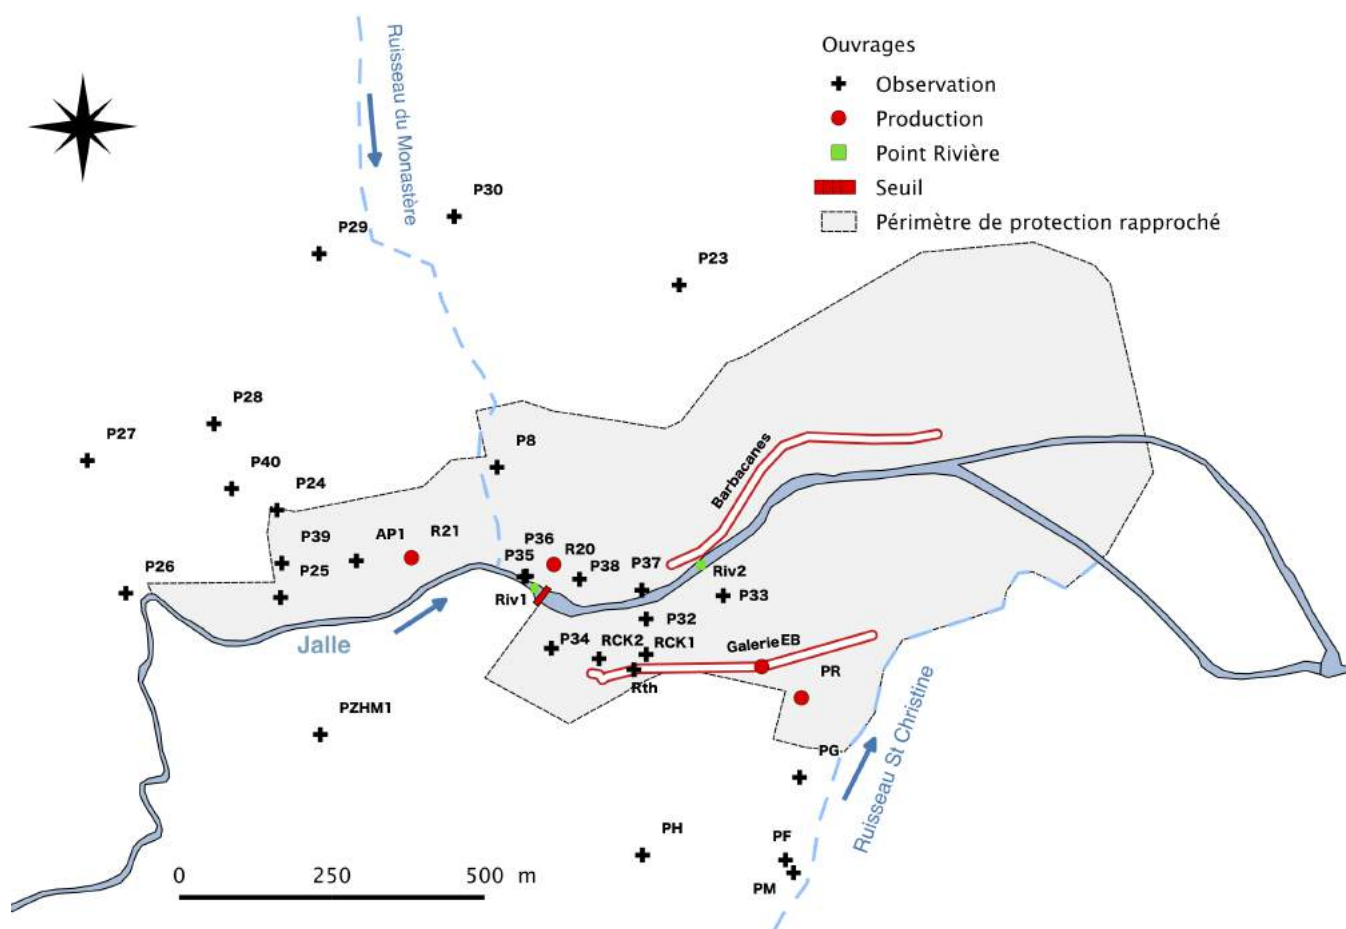 Ouvrages
Observation
Production
Point Rivière
Seuil
Périmètre de protection rapproché
Ruisseau du Monastère
P30
P29
P23
P28
P27
P8
P40
P24
Barbacanes
P39
AP1
R21
P36
R20
P35
P38
P37
Riv2
P26
P25
Riv1
P33
P32
Jalle
P34
RCK2
RCK1
Galerie EB
Rth
PR
PZHM1
PG
Ruisseau St Christine
PH
PF
PM
0 250 500 m